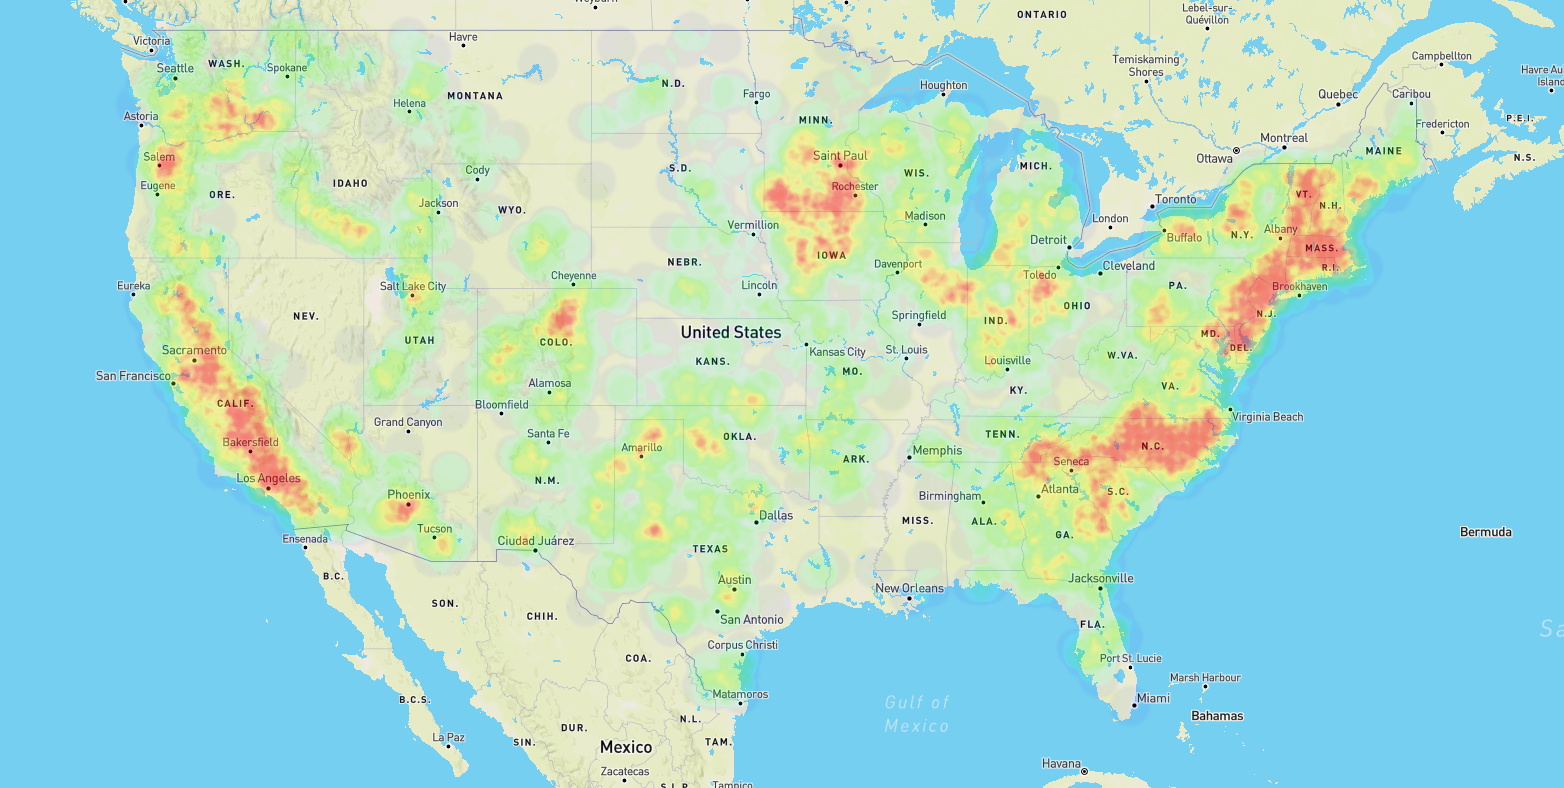 ONTARIO
Lebel-sur-
Quévillon
Victoria
Havre
Campbellton
WASH.
Seattle
Spokane
Temiskaming
Shores
N.D.
MONTANA
Helena
Fargo
Houghton
Quebec
Caribou
Astoria
MINN.
Fredericton
P.E.I.
Montreal
Ottawa
MAINE
N.S.
Salem
Saint Paul
MICH.
Cody
S.D.
WIS.
Eugene
ORE.
IDAHO
Jackson
WYO.
Rochester
VT.
N.H.
Toronto
London
Madison
Vermillion
Buffalo
N.Y.
Albany
Detroit
MASS.
IOWA
NEBR.
Davenport
Toledo
Cleveland
R.I.
Cheyenne
Eureka
Salt Lake City
Lincoln
PA.
Brookhaven
OHIO
NEV.
Springfield
IND.
N.J.
United States
MD.
DEL.
UTAH
COLO.
Kansas City
St. Louis
Sacramento
KANS.
Louisville
W.VA.
MO.
San Francisco
Alamosa
KY.
VA.
CALIF.
Bloomfield
Grand Canyon
Virginia Beach
Santa Fe
OKLA.
TENN.
Bakersfield
Amarillo
ARK.
Memphis
N.C.
Seneca
Los Angeles
N.M.
Atlanta
S.C.
Phoenix
Birmingham
Dallas
MISS.
ALA.
Tucson
Ensenada
Ciudad Juárez
GA.
Bermuda
TEXAS
B.C.
Austin
Jacksonville
New Orleans
SON.
CHIH.
San Antonio
FLA.
Corpus Christi
COA.
Port St. Lucie
Marsh Harbour
B.C.S.
Matamoros
Miami
Gulf of
Mexico
Bahamas
N.L.
DUR.
La Paz
SIN.
Mexico
TAM.
Zacatecas
Havana
Tampico